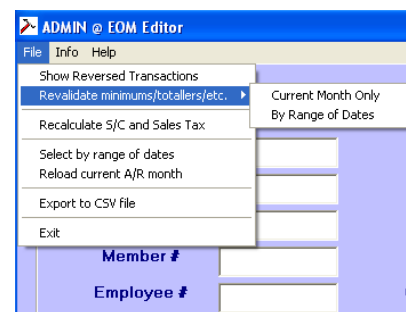 ADMIN @ EOM Editor
File Info Help
Show Reversed Transactions
Revalidate minimums/totallers/etc.
Current Month Only
By Range of Dates
Recalculate S/C and Sales Tax
Select by range of dates
Reload current A/R month
Export to CSV file
Exit
Member #
Employee #